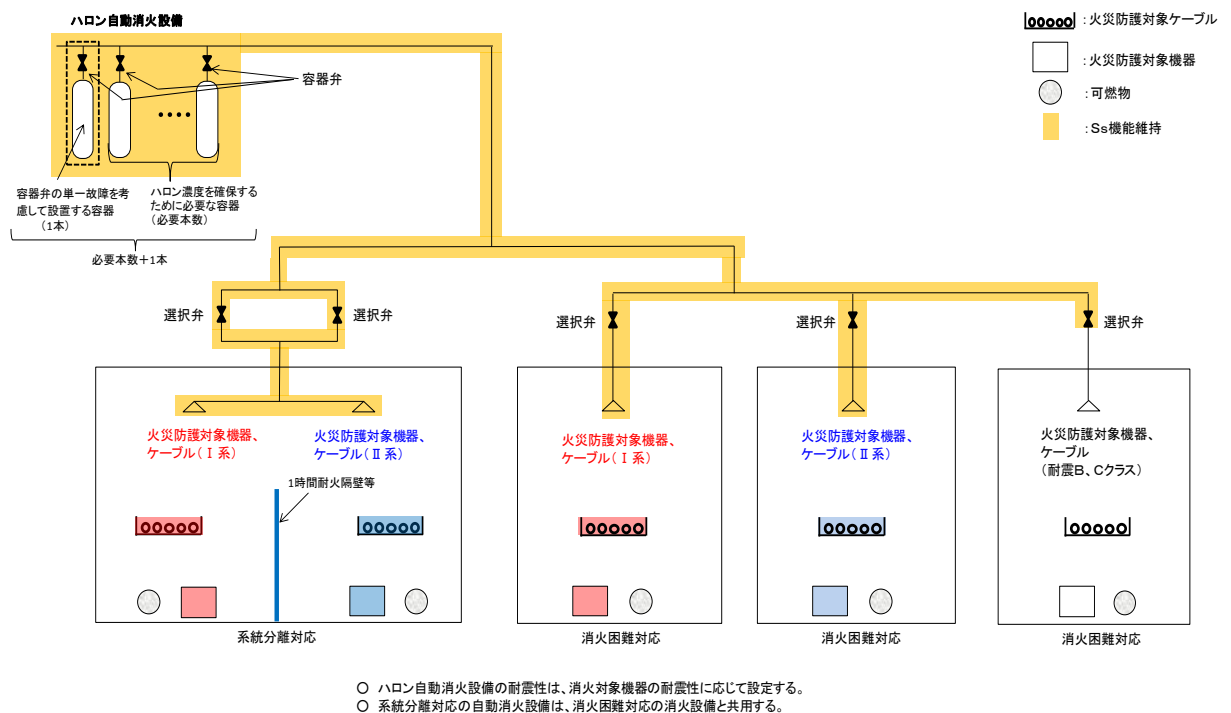 ハロン自動消火設備
容器弁
容器弁の単一故障を考
慮して設置する容器
(1本)
ハロン濃度を確保する
ために必要な容器
(必要本数)
必要本数+1本
:火災防護対象ケーブル
:火災防護対象機器
:可燃物
:Ss機能維持
選択弁
選択弁
選択弁
選択弁
選択弁
火災防護対象機器、
ケーブル(Ⅰ系)
火災防護対象機器、
ケーブル(Ⅱ系)
1時間耐火隔壁等
系統分離対応
火災防護対象機器、
ケーブル(Ⅰ系)
消火困難対応
火災防護対象機器、
ケーブル(Ⅱ系)
消火困難対応
火災防護対象機器、
ケーブル
(耐震B、Cクラス)
消火困難対応
○ ハロン自動消火設備の耐震性は、消火対象機器の耐震性に応じて設定する。
○ 系統分離対応の自動消火設備は、消火困難対応の消火設備と共用する。